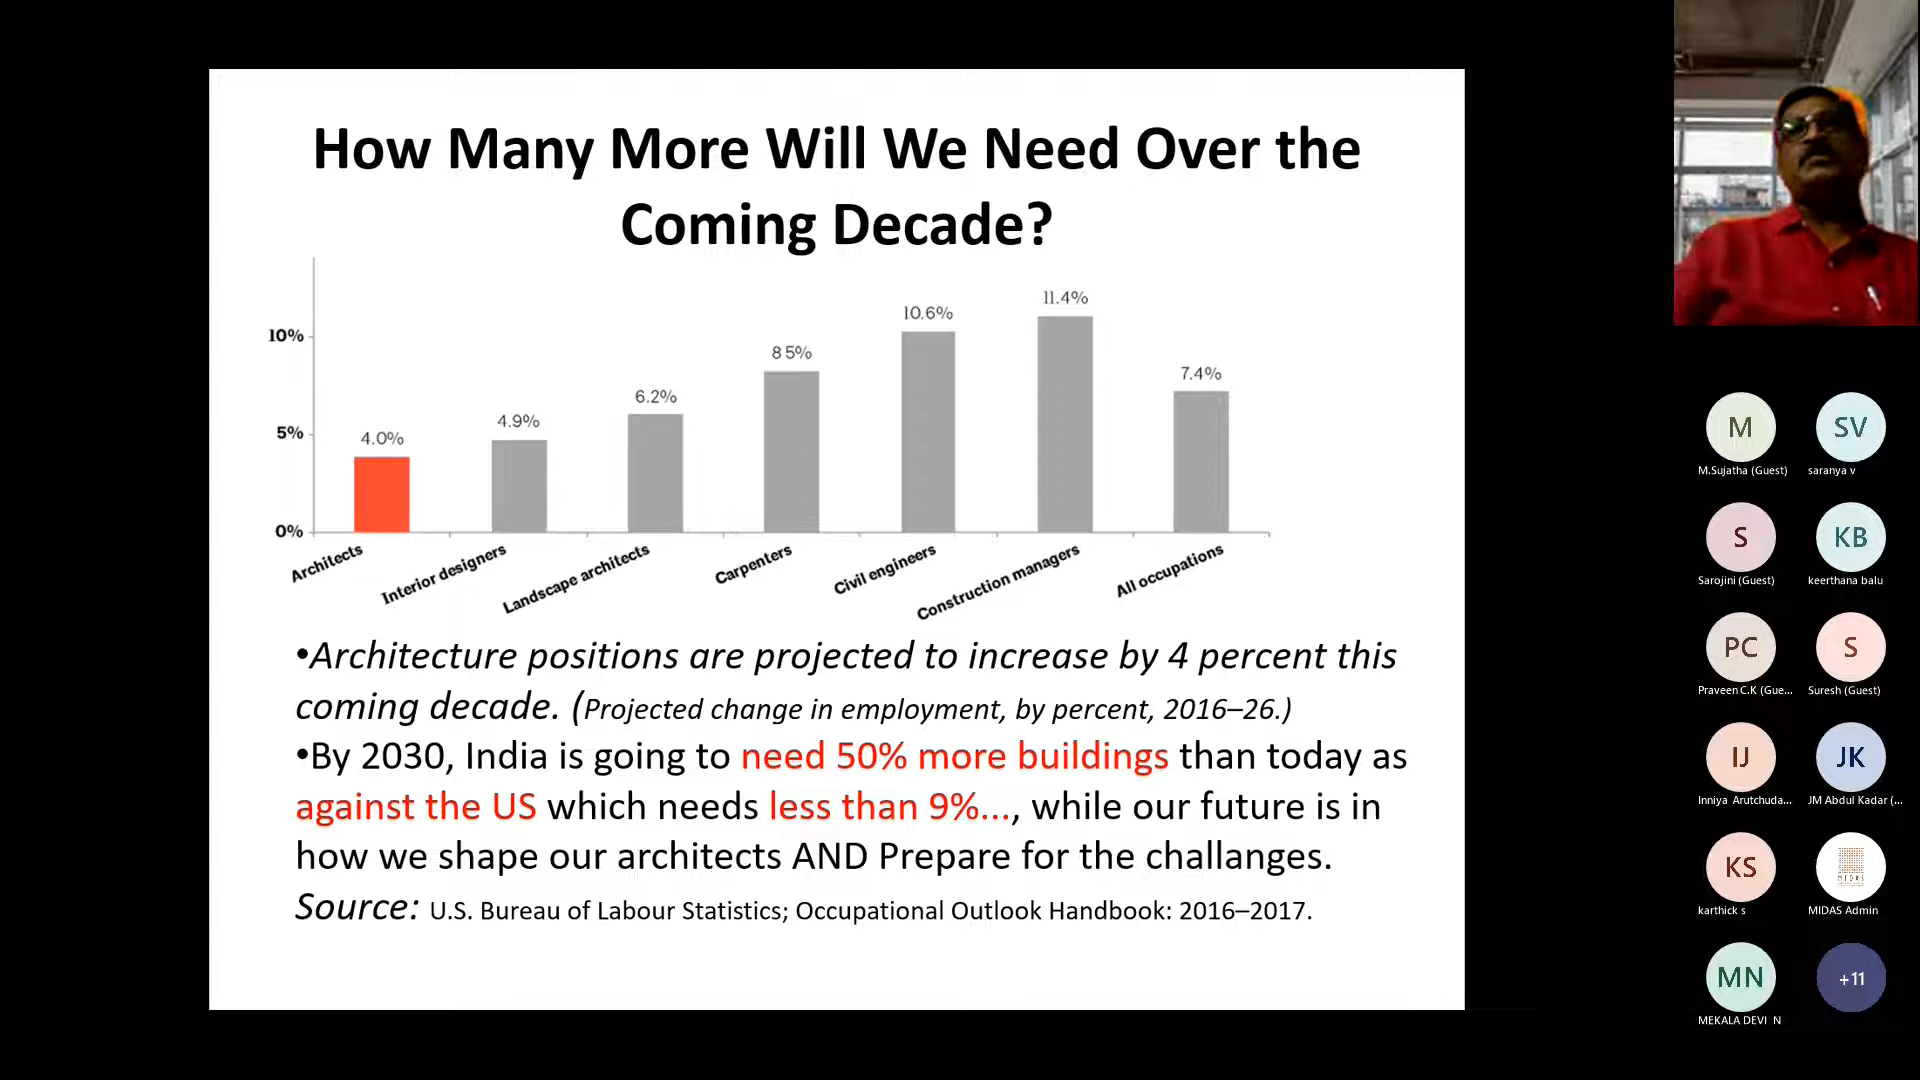 How Many More Will We Need Over the
Coming Decade?
10%
5%
0%
4.0%
4.9%
6.2%
8 5%
10.6%
11.4%
7.4%
Architects
Interior designers
Landscape architects
Carpenters
Civil engineers
Construction managers
All occupations
•Architecture positions are projected to increase by 4 percent this
coming decade. (Projected change in employment, by percent, 2016–26.)
•By 2030, India is going to need 50% more buildings than today as
against the US which needs less than 9%..., while our future is in
how we shape our architects AND Prepare for the challanges.
Source: U.S. Bureau of Labour Statistics; Occupational Outlook Handbook: 2016–2017.
M
M.Sujatha (Guest)
SV
saranya v
S
Sarojini (Guest)
KB
keerthana balu
PC
Praveen C.K (Gue...
S
Suresh (Guest)
IJ
Inniya Arutchuda...
JK
JM Abdul Kadar (...
KS
karthick s
MIDAS
MIDAS Admin
MN
MEKALA DEVI N
+11